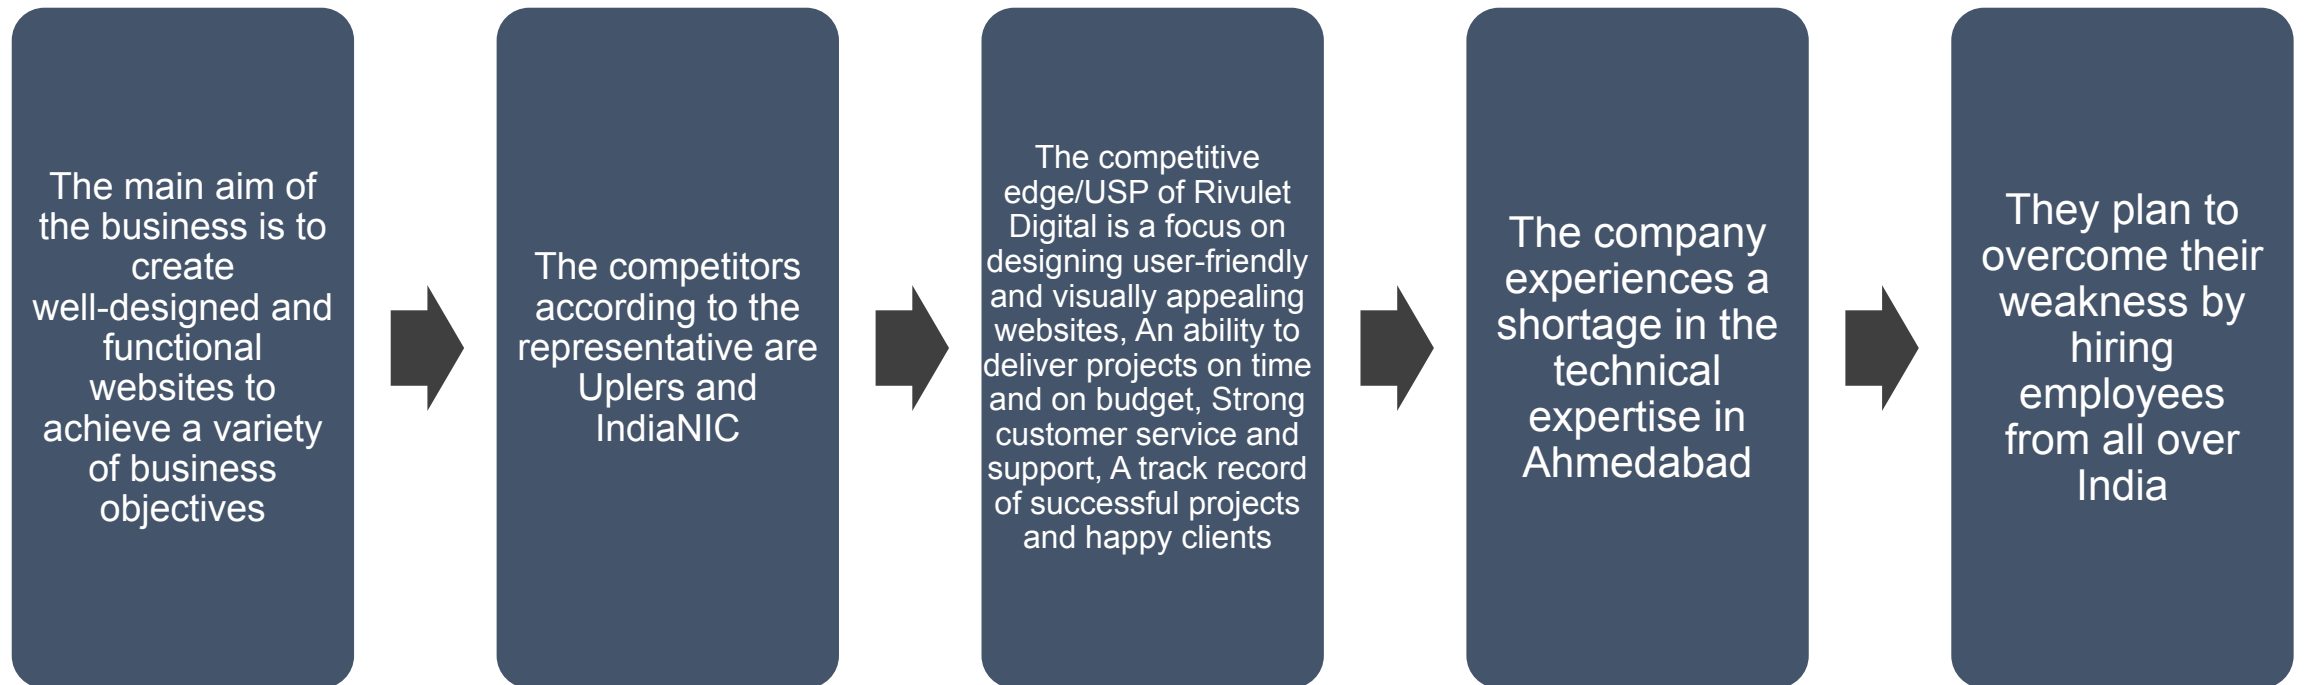 The main aim of
the business is to
create
well-designed and
functional
websites to
achieve a variety
of business
objectives
The competitors
according to the
representative are
Uplers and
IndiaNIC
The competitive
edge/USP of Rivulet
Digital is a focus on
designing user-friendly
and visually appealing
websites, An ability to
deliver projects on time
and on budget, Strong
customer service and
support, A track record
of successful projects
and happy clients
The company
experiences a
shortage in the
technical
expertise in
Ahmedabad
They plan to
overcome their
weakness by
hiring
employees
from all over
India